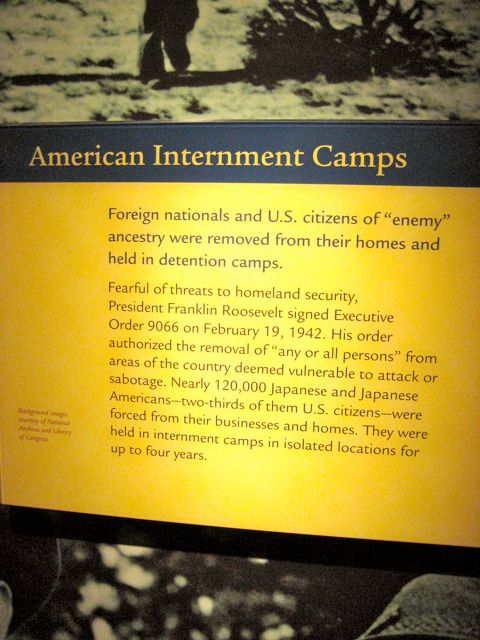 American Internment Camps
Foreign nationals and U.S. citizens of “enemy”
ancestry were removed from their homes and
held in detention camps.
Fearful of threats to homeland security,
President Franklin Roosevelt signed Executive
Order 9066 on February 19, 1942. His order
authorized the removal of “any or all persons” from
areas of the country deemed vulnerable to attack or
sabotage. Nearly 120,000 Japanese and Japanese
Americans—two-thirds of them U.S. citizens—were
forced from their businesses and homes. They were
held in internment camps in isolated locations for
up to four years.
Background images
courtesy of National
Archives and Library
of Congress.